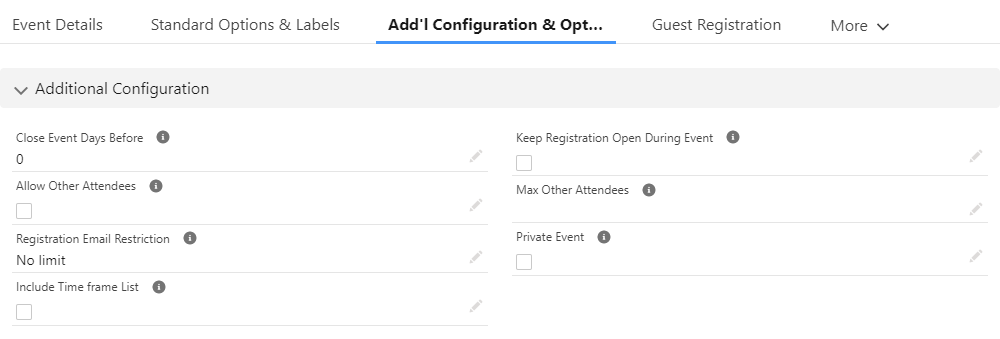 Event Details
Standard Options & Labels
Add'l Configuration & Opt...
Guest Registration
More
Additional Configuration
Close Event Days Before
0
Keep Registration Open During Event
Allow Other Attendees
Max Other Attendees
Registration Email Restriction
No limit
Private Event
Include Time frame List